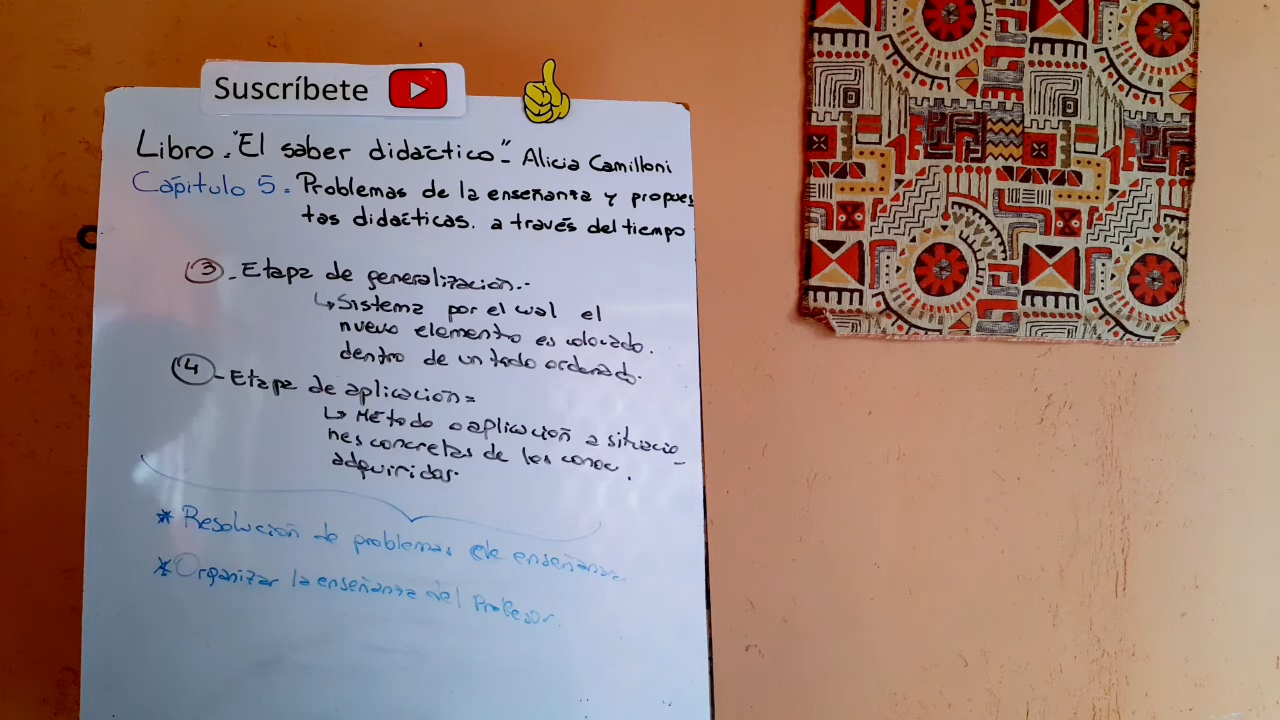 Suscríbete
Libro. "El saber didáctico" - Alicia Camilloni
Cápitulo 5. Problemas de la enseñanza y propues
tas didácticas. a través del tiempo
3 - Etapa de generalización.-
↳ Sistema por el cual el
nuevo elemento es colocado.
dentro de un todo ordenado.
4 - Etapa de aplicación =
↳ Método o aplicación a situacio-
nes concretas de los conoc.
adquiridos.
* Resolución de problemas de enseñanza
* Organizar la enseñanza del Profesor.